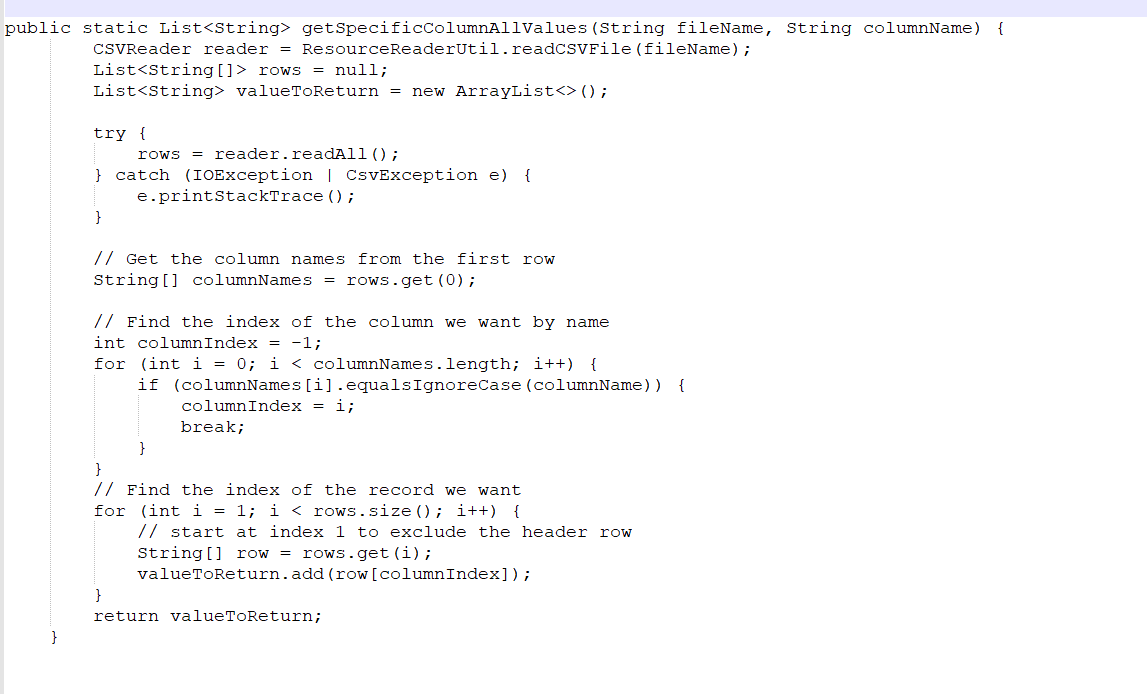 public static List<String> getSpecificColumnAllValues(String fileName, String columnName) {
        CSVReader reader = ResourceReaderUtil.readCSVFile(fileName);
        List<String[]> rows = null;
        List<String> valueToReturn = new ArrayList<>();

        try {
            rows = reader.readAll();
        } catch (IOException | CsvException e) {
            e.printStackTrace();
        }

        // Get the column names from the first row
        String[] columnNames = rows.get(0);

        // Find the index of the column we want by name
        int columnIndex = -1;
        for (int i = 0; i < columnNames.length; i++) {
            if (columnNames[i].equalsIgnoreCase(columnName)) {
                columnIndex = i;
                break;
            }
        }
        // Find the index of the record we want
        for (int i = 1; i < rows.size(); i++) {
            // start at index 1 to exclude the header row
            String[] row = rows.get(i);
            valueToReturn.add(row[columnIndex]);
        }
        return valueToReturn;
    }